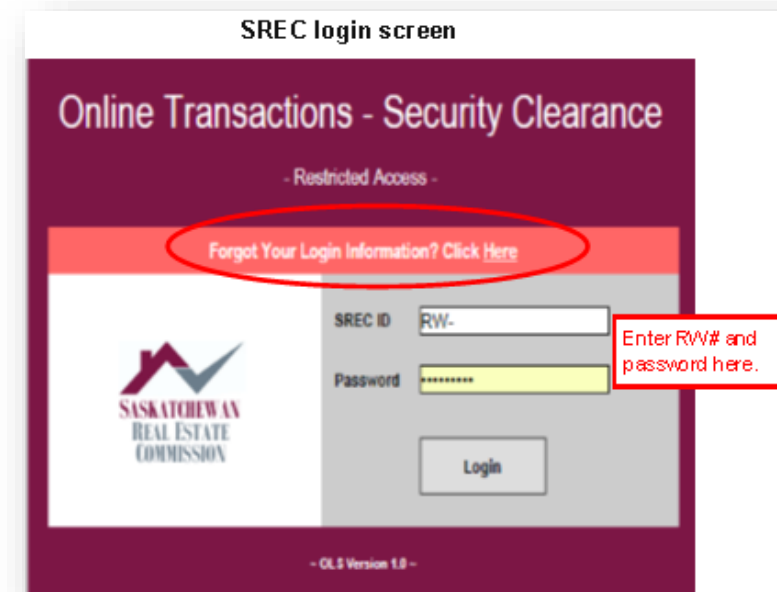 SREC login screen
Online Transactions - Security Clearance
- Restricted Access -
Forgot Your Login Information? Click Here
SREC ID RW-
Enter RW# and
password here.
Password •••••••••
SASKATCHEWAN
REAL ESTATE
COMMISSION
Login
~ OLS Version 1.0 ~